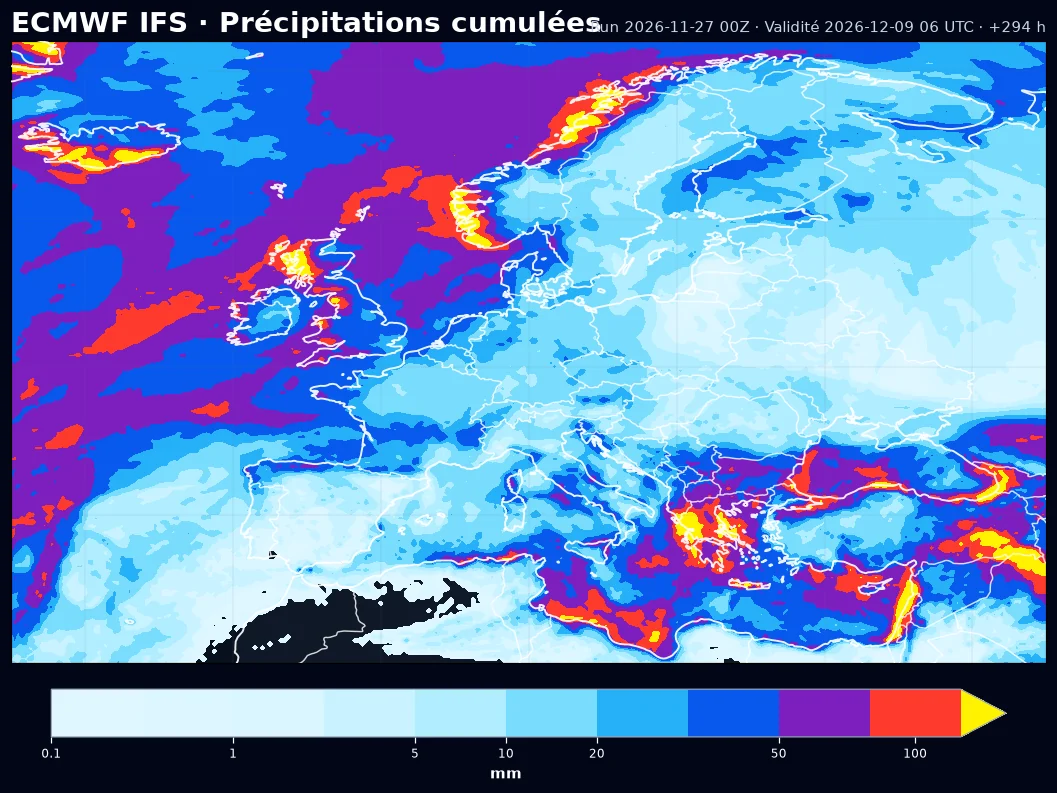 ECMWF IFS · Précipitations cumulées
Run 2026-11-27 00Z · Validité 2026-12-09 06 UTC · +294 h
0.1 1 5 10 20 50 100
mm